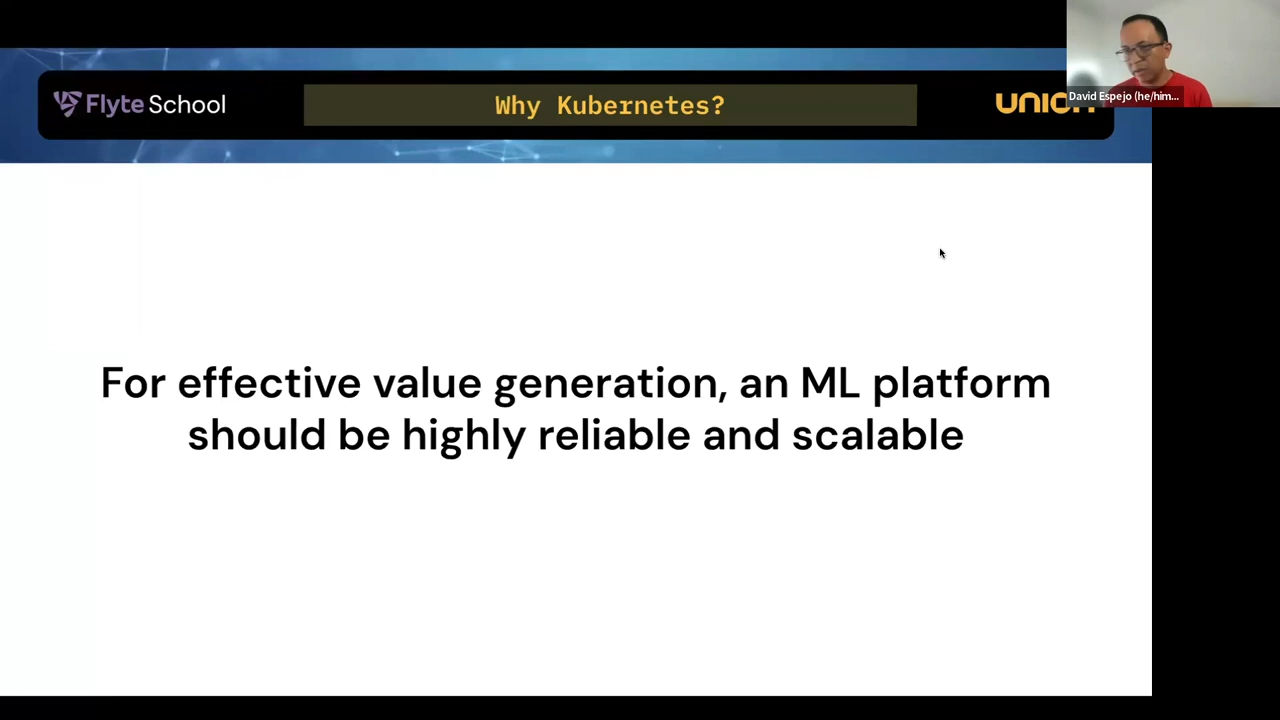 Flyte School
Why Kubernetes?
UNION
David Espejo (he/him...
For effective value generation, an ML platform
should be highly reliable and scalable